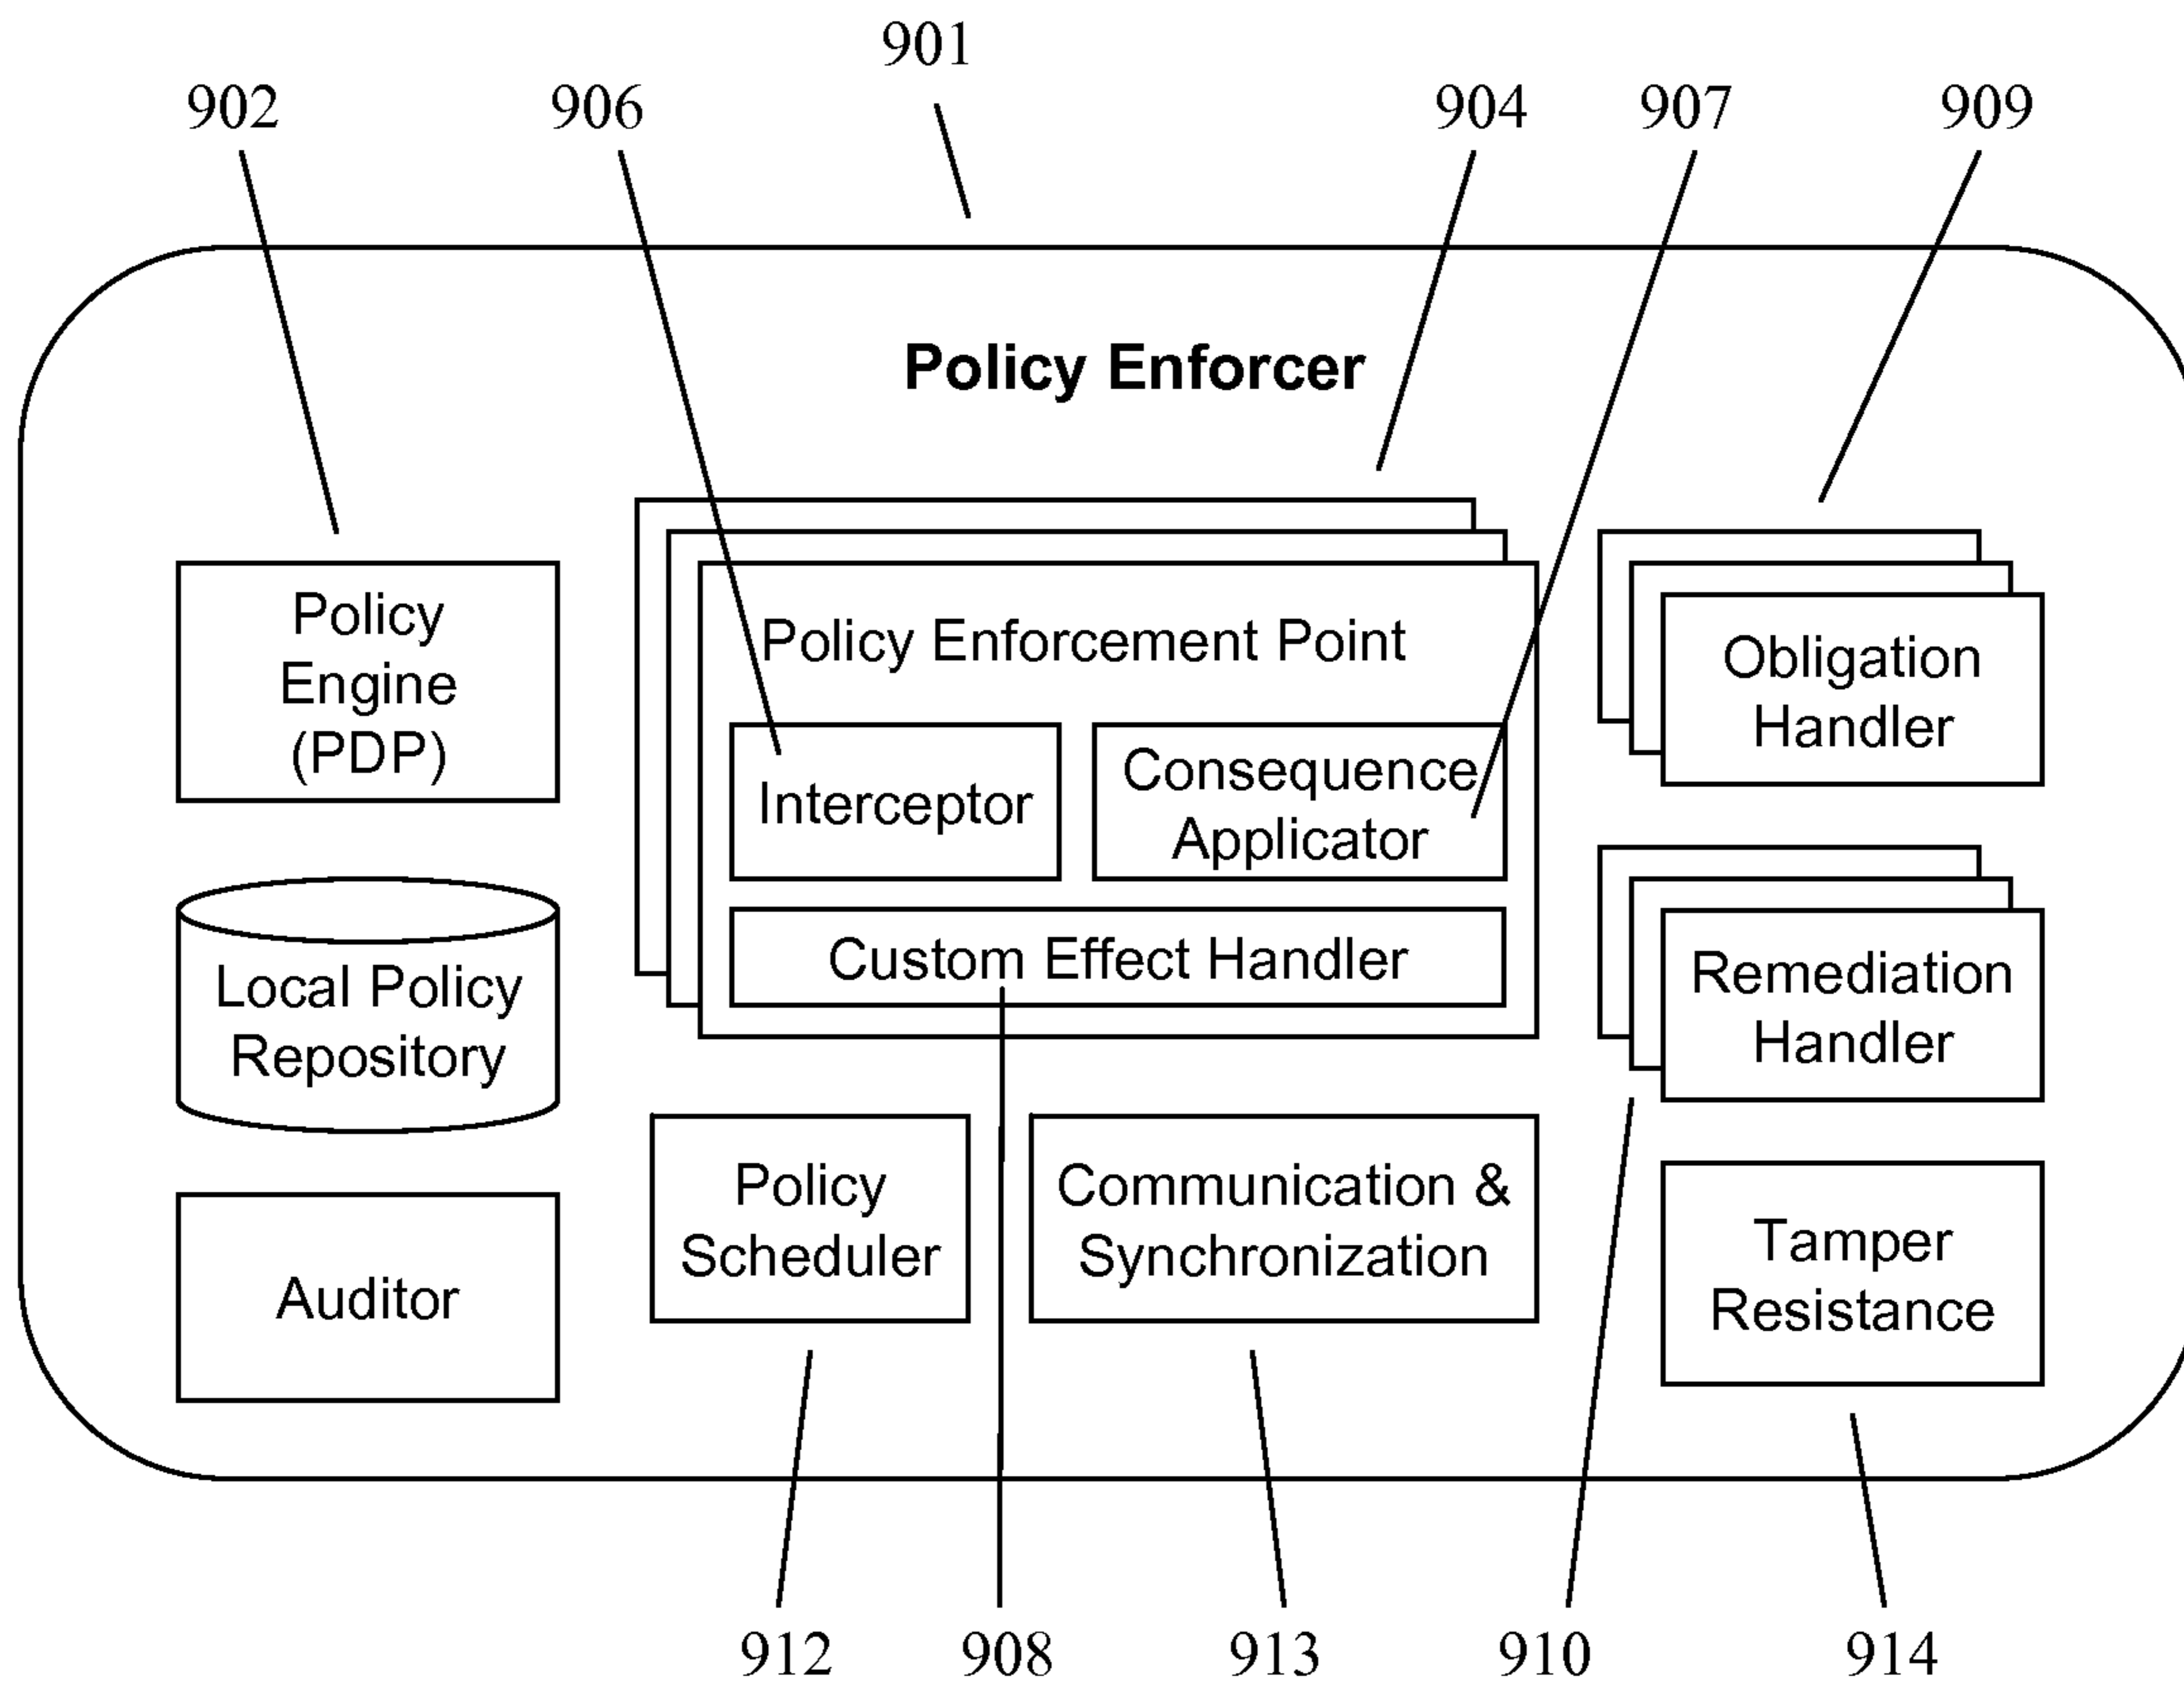 901
902
906
904
907
909
Policy Enforcer
Policy
Engine
(PDP)
Policy Enforcement Point
Interceptor
Consequence
Applicator
Custom Effect Handler
Obligation
Handler
Local Policy
Repository
Remediation
Handler
Auditor
Policy
Scheduler
Communication &
Synchronization
Tamper
Resistance
912
908
913
910
914